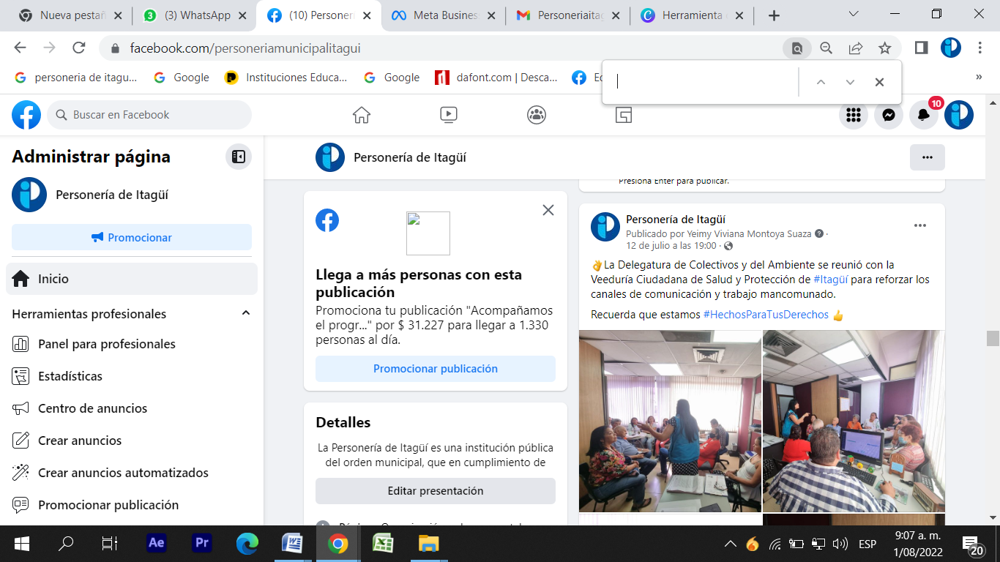 Nueva pestañ
(3) WhatsApp
(10) Personerí
Meta Business
Personeriaitag
Herramienta
facebook.com/personeriamunicipalitagui
personeria de itagu...
Google
Instituciones Educa...
Google
dafont.com | Desca...
»
Buscar en Facebook
10
Administrar página
Personería de Itagüí
Promocionar
Inicio
Herramientas profesionales
Panel para profesionales
Estadísticas
Centro de anuncios
Crear anuncios
Crear anuncios automatizados
Promocionar publicación
Personería de Itagüí
Llega a más personas con esta
publicación
Promociona tu publicación "Acompañamos
el progr..." por $ 31.227 para llegar a 1.330
personas al día.
Promocionar publicación
Detalles
La Personería de Itagüí es una institución pública
del orden municipal, que en cumplimiento de
Editar presentación
Presiona Enter para publicar.
Personería de Itagüí
Publicado por Yeimy Viviana Montoya Suaza ·
12 de julio a las 19:00 ·
La Delegatura de Colectivos y del Ambiente se reunió con la
Veeduría Ciudadana de Salud y Protección de #Itagüí para reforzar los
canales de comunicación y trabajo mancomunado.
Recuerda que estamos #HechosParaTusDerechos
Ae
Pr
ESP
9:07 a. m.
1/08/2022
20